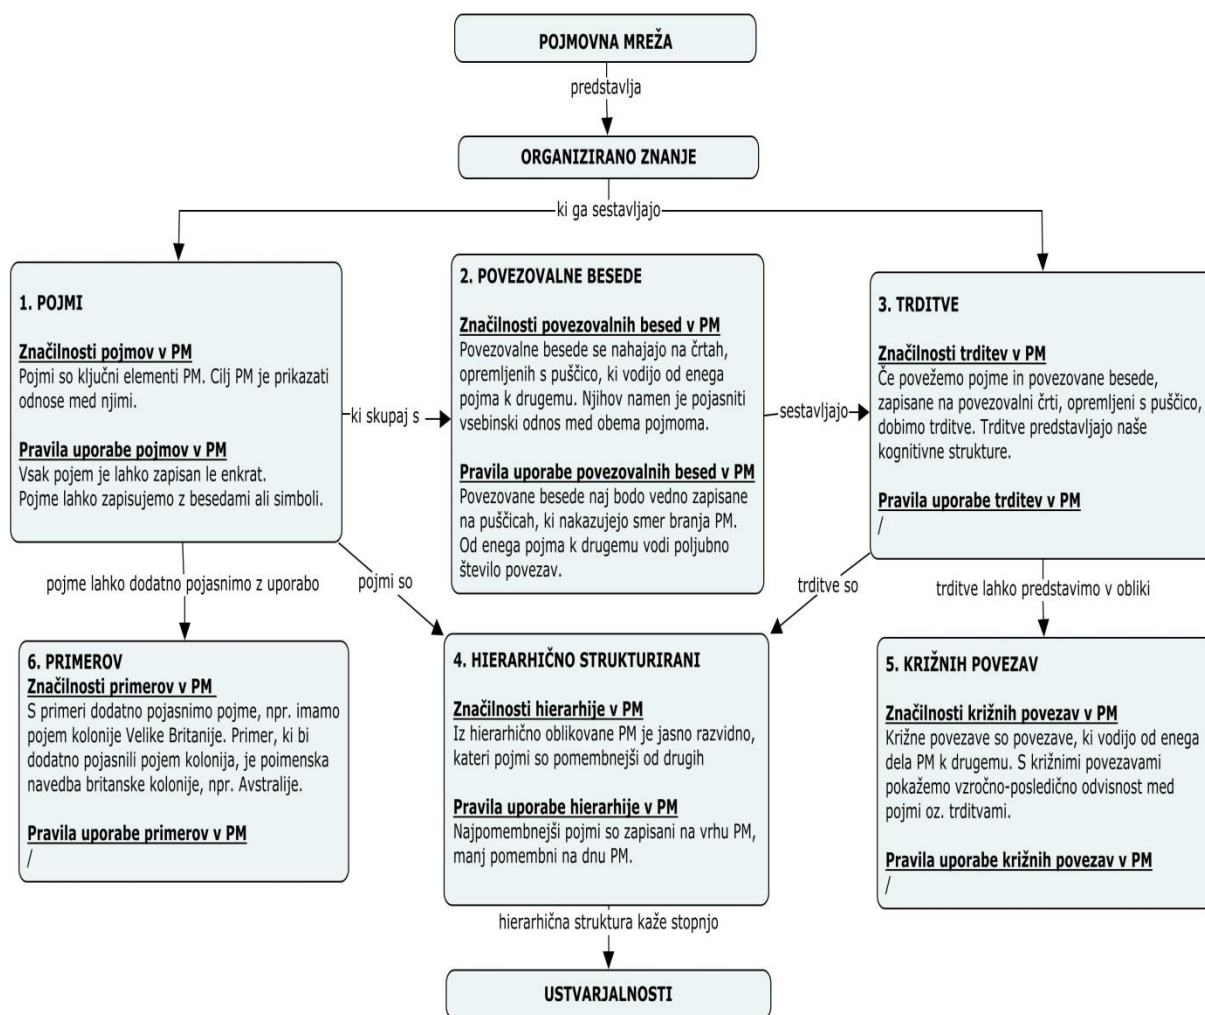 POJMOVNA MREŽA
predstavlja
ORGANIZIRANO ZNANJE
ki ga sestavljajo
1. POJMI
Značilnosti pojmov v PM
Pojmi so ključni elementi PM. Cilj PM je prikazati
odnose med njimi.
Pravila uporabe pojmov v PM
Vsak pojem je lahko zapisan le enkrat.
Pojme lahko zapisujemo z besedami ali simboli.
ki skupaj s
2. POVEZOVALNE BESEDE
Značilnosti povezovalnih besed v PM
Povezovalne besede se nahajajo na črtah,
opremljenih s puščico, ki vodijo od enega
pojma k drugemu. Njihov namen je pojasniti
vsebinski odnos med obema pojmoma.
Pravila uporabe povezovalnih besed v PM
Povezovane besede naj bodo vedno zapisane
na puščicah, ki nakazujejo smer branja PM.
Od enega pojma k drugemu vodi poljubno
število povezav.
sestavljajo
3. TRDITVE
Značilnosti trditev v PM
Če povežemo pojme in povezovane besede,
zapisane na povezovalni črti, opremljeni s puščico,
dobimo trditve. Trditve predstavljajo naše
kognitivne strukture.
Pravila uporabe trditev v PM
/
pojme lahko dodatno pojasnimo z uporabo
pojmi so
trditve so
trditve lahko predstavimo v obliki
6. PRIMEROV
Značilnosti primerov v PM
S primeri dodatno pojasnimo pojme, npr. imamo
pojem kolonije Velike Britanije. Primer, ki bi
dodatno pojasnili pojem kolonija, je poimenska
navedba britanske kolonije, npr. Avstralije.
Pravila uporabe primerov v PM
/
4. HIERARHIČNO STRUKTURIRANI
Značilnosti hierarhije v PM
Iz hierarhično oblikovane PM je jasno razvidno,
kateri pojmi so pomembnejši od drugih
Pravila uporabe hierarhije v PM
Najpomembnejši pojmi so zapisani na vrhu PM,
manj pomembni na dnu PM.
5. KRIŽNIH POVEZAV
Značilnosti križnih povezav v PM
Križne povezave so povezave, ki vodijo od enega
dela PM k drugemu. S križnimi povezavami
pokažemo vzročno-posledično odvisnost med
pojmi oz. trditvami.
Pravila uporabe križnih povezav v PM
/
hierarhična struktura kaže stopnjo
USTVARJALNOSTI